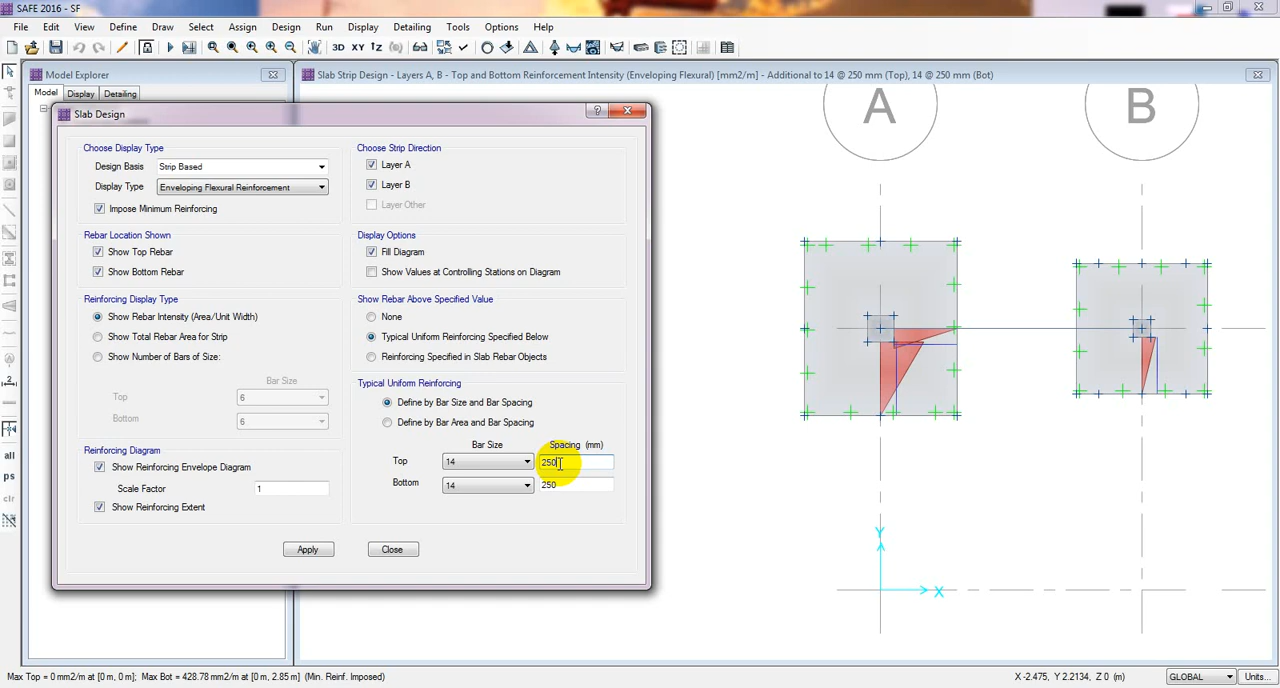 SAFE 2016 - SF
File Edit View Define Draw Select Assign Design Run Display Detailing Tools Options Help
3D XY
Model Explorer
Model Display Detailing
Slab Strip Design - Layers A, B - Top and Bottom Reinforcement Intensity (Enveloping Flexural) [mm2/m] - Additional to 14 @ 250 mm (Top), 14 @ 250 mm (Bot)
Slab Design
Choose Display Type
Design Basis Strip Based
Display Type Enveloping Flexural Reinforcement
Impose Minimum Reinforcing
Rebar Location Shown
Show Top Rebar
Show Bottom Rebar
Reinforcing Display Type
Show Rebar Intensity (Area/Unit Width)
Show Total Rebar Area for Strip
Show Number of Bars of Size:
Bar Size
Top 6
Bottom 6
Reinforcing Diagram
Show Reinforcing Envelope Diagram
Scale Factor 1
Show Reinforcing Extent
Choose Strip Direction
Layer A
Layer B
Layer Other
Display Options
Fill Diagram
Show Values at Controlling Stations on Diagram
Show Rebar Above Specified Value
None
Typical Uniform Reinforcing Specified Below
Reinforcing Specified in Slab Rebar Objects
Typical Uniform Reinforcing
Define by Bar Size and Bar Spacing
Define by Bar Area and Bar Spacing
Bar Size Spacing (mm)
Top 14 250
Bottom 14 250
Apply Close
all
ps
clr
A B
Y
X
Max Top = 0 mm2/m at [0 m, 0 m]; Max Bot = 428.78 mm2/m at [0 m, 2.85 m] (Min. Reinf. Imposed)
X -2.475, Y 2.2134, Z 0 (m)
GLOBAL
Units...